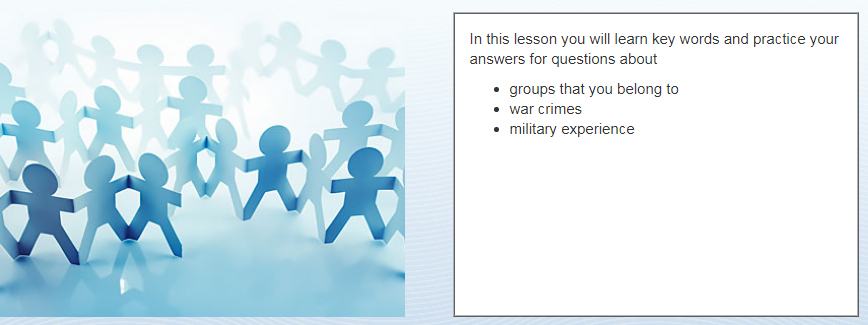 In this lesson you will learn key words and practice your
answers for questions about
• groups that you belong to
• war crimes
• military experience